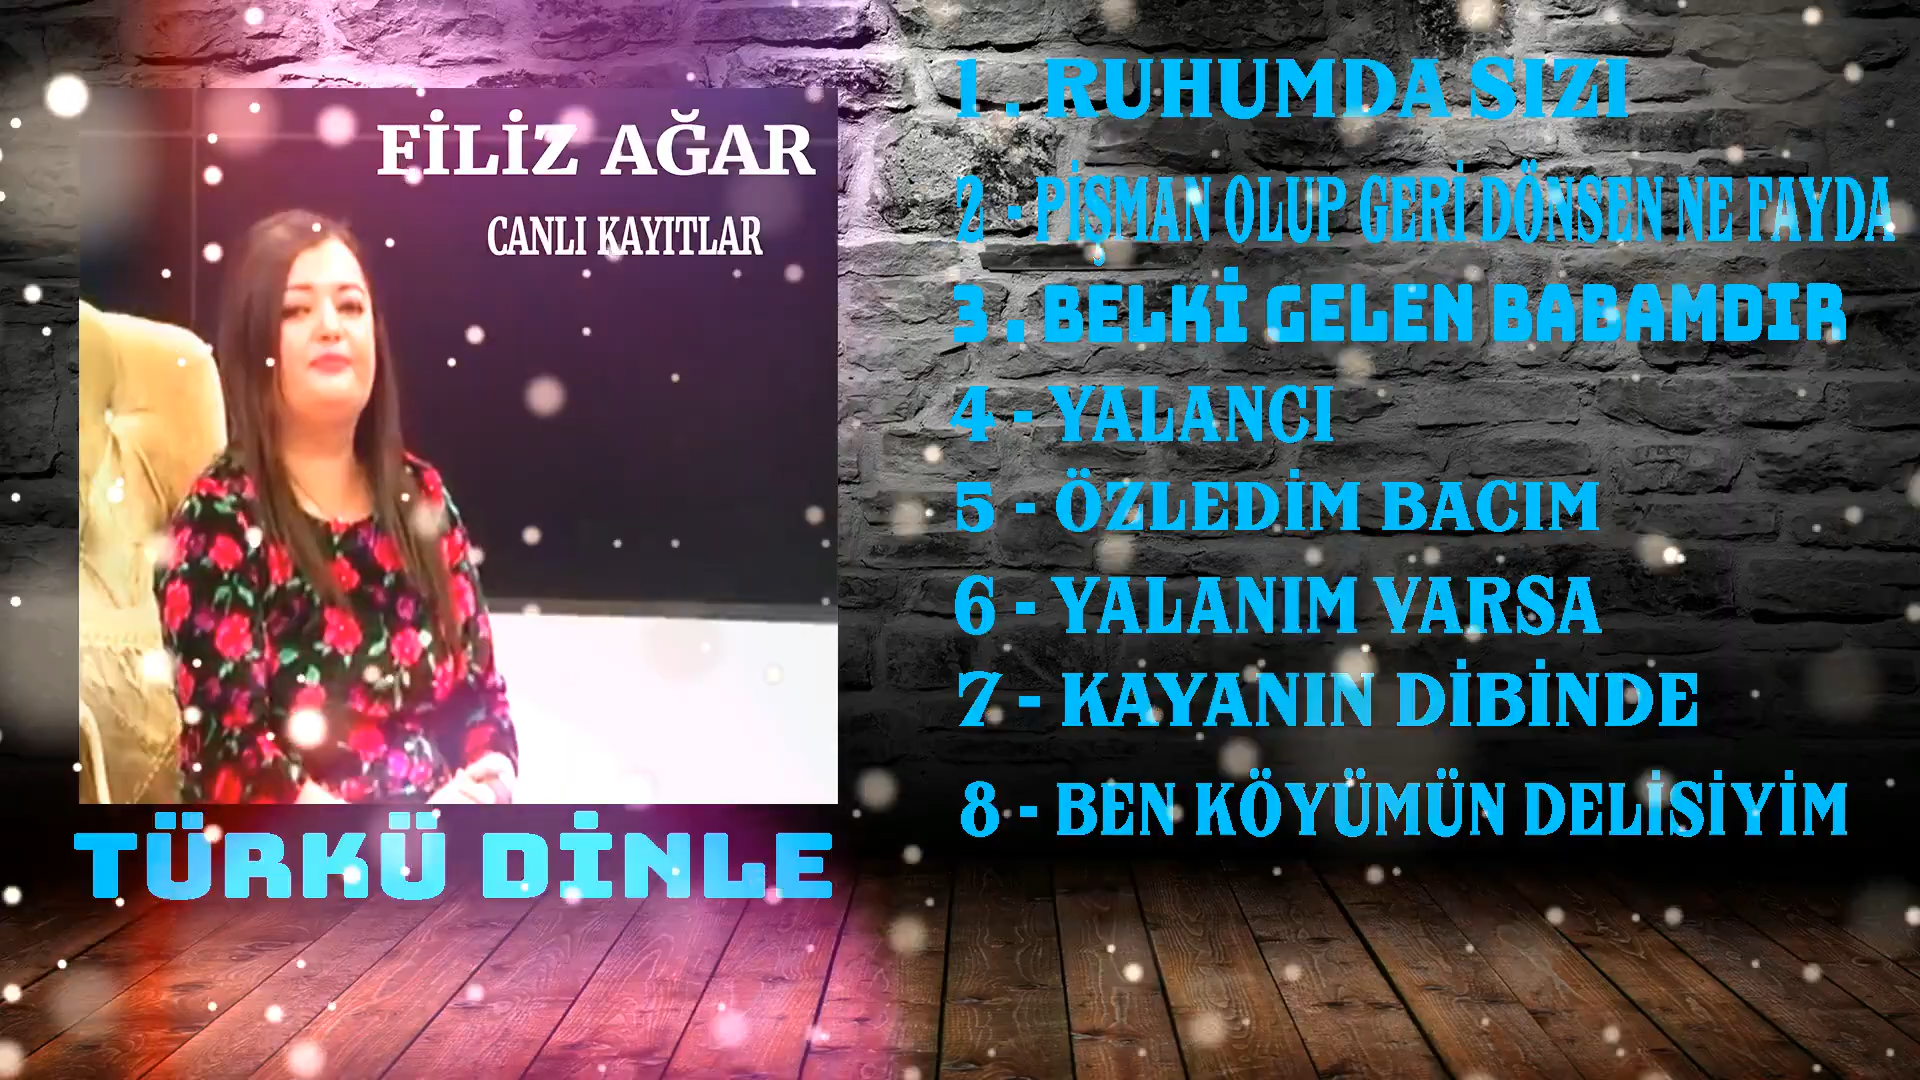 FİLİZ AĞAR
CANLI KAYITLAR
TÜRKÜ DİNLE
1 . RUHUMDA SIZI
2 - PİŞMAN OLUP GERİ DÖNSEN NE FAYDA
3 . BELKİ GELEN BABAMDIR
4 - YALANCI
5 - ÖZLEDİM BACIM
6 - YALANIM VARSA
7 - KAYANIN DİBİNDE
8 - BEN KÖYÜMÜN DELİSİYİM